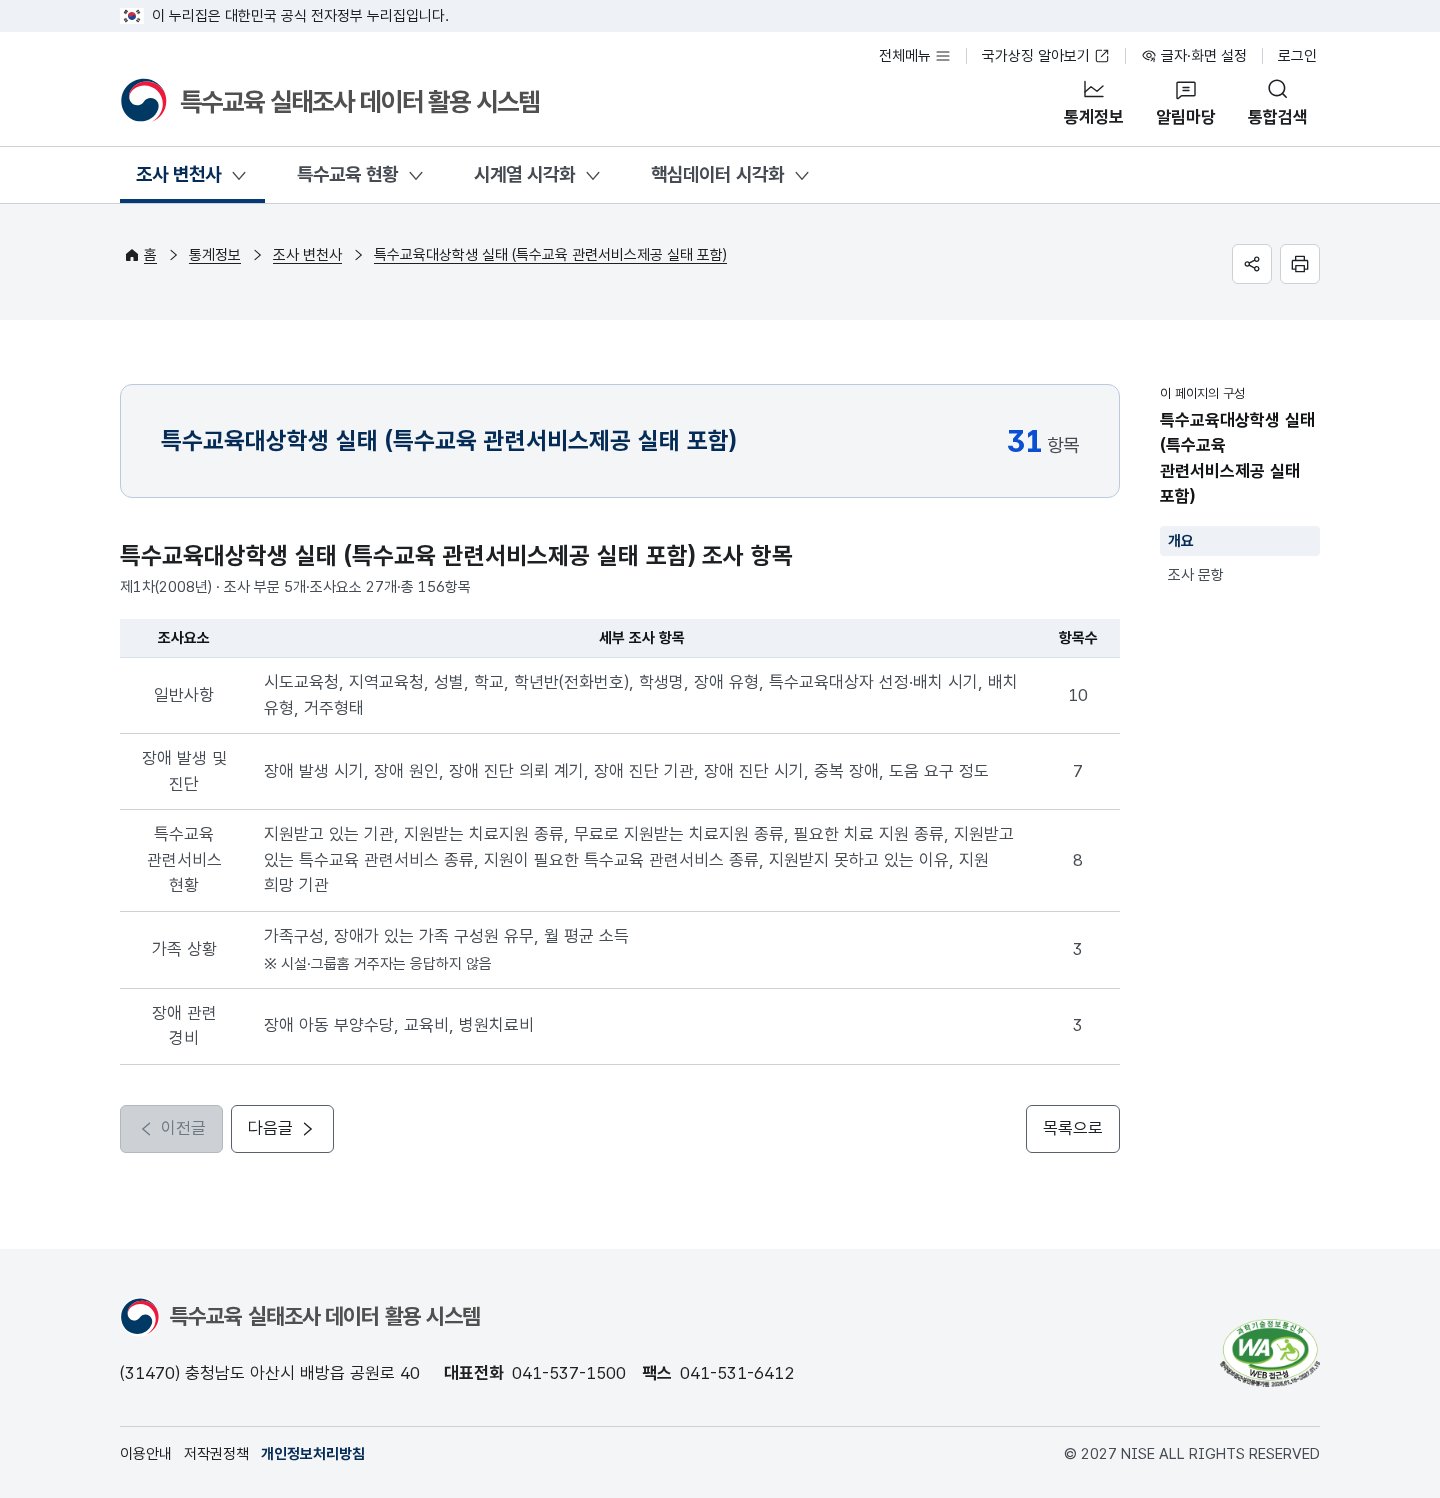 이 누리집은 대한민국 공식 전자정부 누리집입니다.
전체메뉴
국가상징 알아보기
글자·화면 설정
로그인
특수교육 실태조사 데이터 활용 시스템
통계정보
알림마당
통합검색
조사 변천사
특수교육 현황
시계열 시각화
핵심데이터 시각화
홈
통계정보
조사 변천사
특수교육대상학생 실태 (특수교육 관련서비스제공 실태 포함)
특수교육대상학생 실태 (특수교육 관련서비스제공 실태 포함)
31 항목
이 페이지의 구성
특수교육대상학생 실태
(특수교육
관련서비스제공 실태
포함)
개요
조사 문항
특수교육대상학생 실태 (특수교육 관련서비스제공 실태 포함) 조사 항목
제1차(2008년) · 조사 부문 5개·조사요소 27개·총 156항목
조사요소 세부 조사 항목 항목수
일반사항
시도교육청, 지역교육청, 성별, 학교, 학년반(전화번호), 학생명, 장애 유형, 특수교육대상자 선정·배치 시기, 배치
유형, 거주형태
10
장애 발생 및
진단
장애 발생 시기, 장애 원인, 장애 진단 의뢰 계기, 장애 진단 기관, 장애 진단 시기, 중복 장애, 도움 요구 정도
7
특수교육
관련서비스
현황
지원받고 있는 기관, 지원받는 치료지원 종류, 무료로 지원받는 치료지원 종류, 필요한 치료 지원 종류, 지원받고
있는 특수교육 관련서비스 종류, 지원이 필요한 특수교육 관련서비스 종류, 지원받지 못하고 있는 이유, 지원
희망 기관
8
가족 상황
가족구성, 장애가 있는 가족 구성원 유무, 월 평균 소득
※ 시설·그룹홈 거주자는 응답하지 않음
3
장애 관련
경비
장애 아동 부양수당, 교육비, 병원치료비
3
이전글
다음글
목록으로
특수교육 실태조사 데이터 활용 시스템
(31470) 충청남도 아산시 배방읍 공원로 40 대표전화 041-537-1500 팩스 041-531-6412
과학기술정보통신부
WA
WEB 접근성
이용안내 저작권정책 개인정보처리방침
© 2027 NISE ALL RIGHTS RESERVED